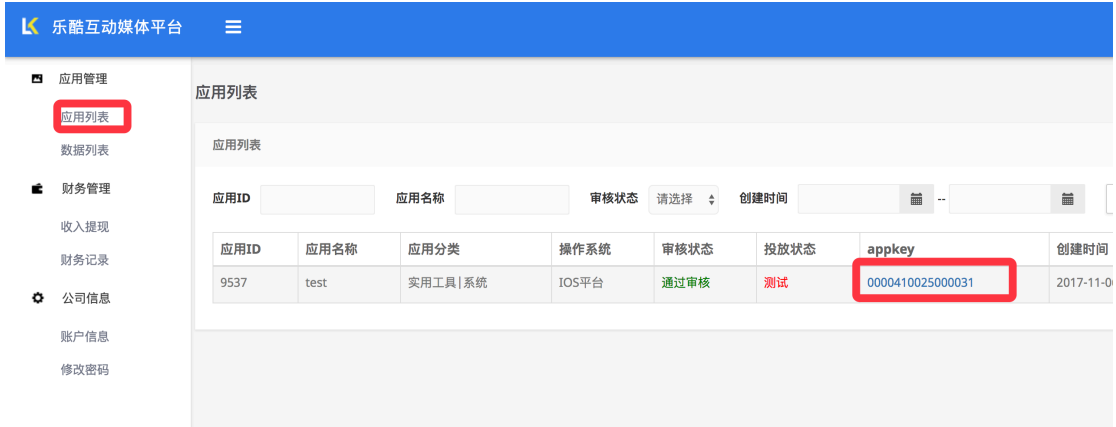 乐酷互动媒体平台
应用管理
应用列表
数据列表
财务管理
收入提现
财务记录
公司信息
账户信息
修改密码
应用列表
应用列表
应用ID 应用名称 审核状态 请选择 创建时间 --
应用ID 应用名称 应用分类 操作系统 审核状态 投放状态 appkey 创建时间
9537 test 实用工具|系统 IOS平台 通过审核 测试 0000410025000031 2017-11-0